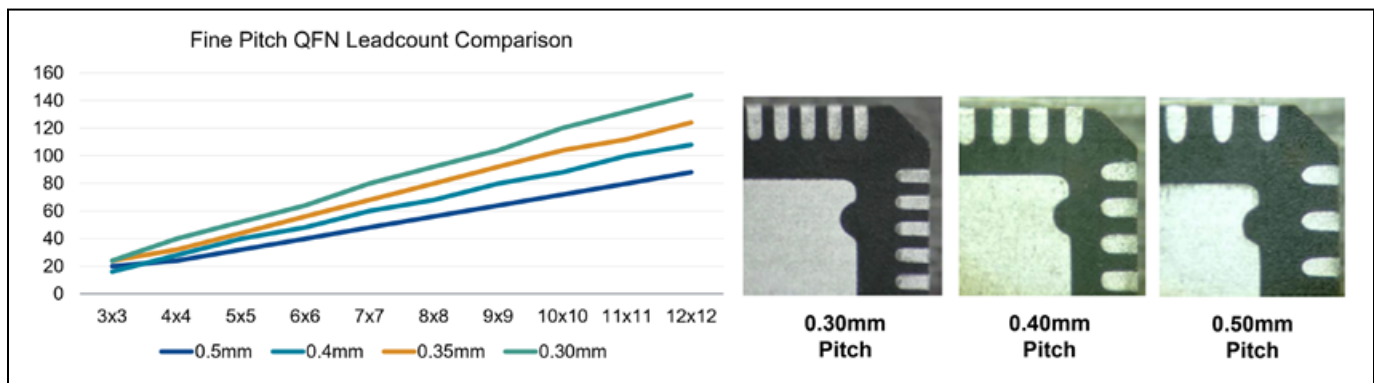 Fine Pitch QFN Leadcount Comparison
160
140
120
100
80
60
40
20
0
3x3 4x4 5x5 6x6 7x7 8x8 9x9 10x10 11x11 12x12
0.5mm 0.4mm 0.35mm 0.30mm
0.30mm
Pitch
0.40mm
Pitch
0.50mm
Pitch